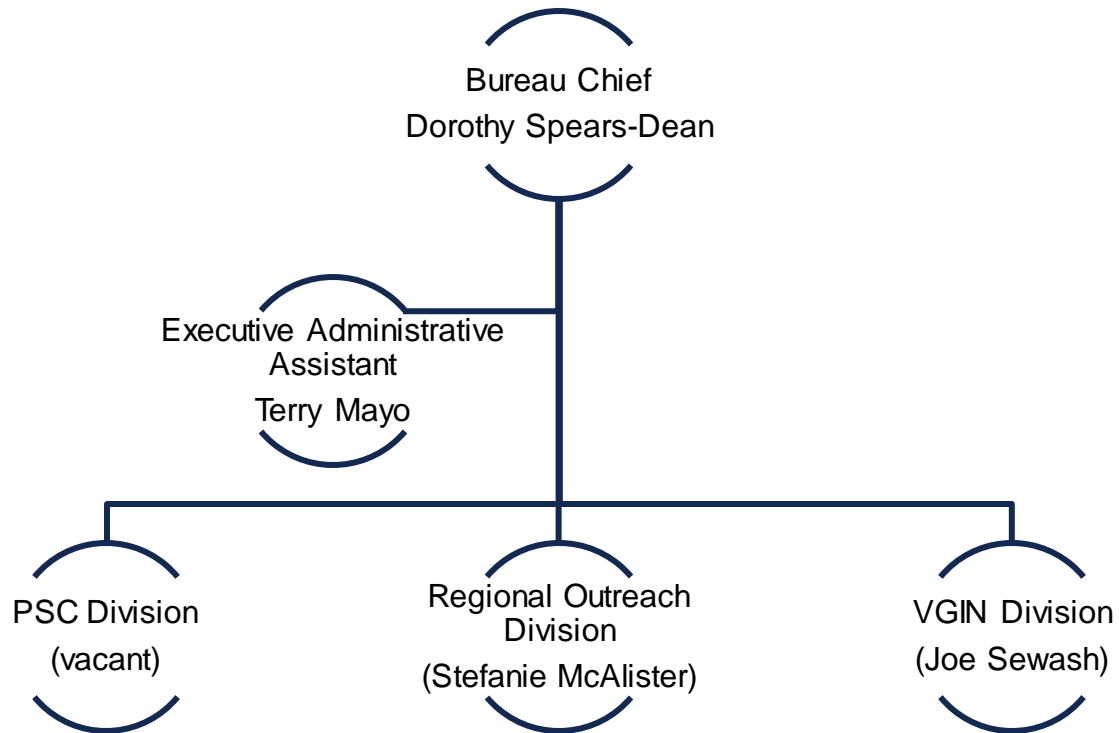 Bureau Chief
Dorothy Spears-Dean
Executive Administrative
Assistant
Terry Mayo
PSC Division
(vacant)
Regional Outreach
Division
(Stefanie McAlister)
VGIN Division
(Joe Sewash)